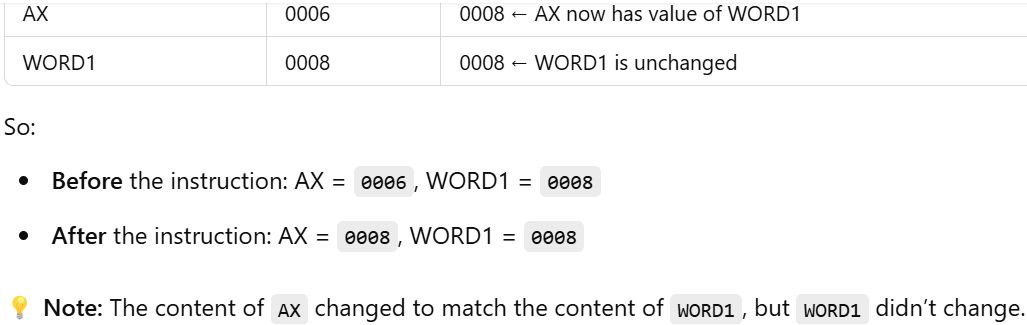 AX 0006 0008 ← AX now has value of WORD1
WORD1 0008 0008 ← WORD1 is unchanged
So:
• Before the instruction: AX = 0006, WORD1 = 0008
• After the instruction: AX = 0008, WORD1 = 0008
💡 Note: The content of AX changed to match the content of WORD1, but WORD1 didn’t change.